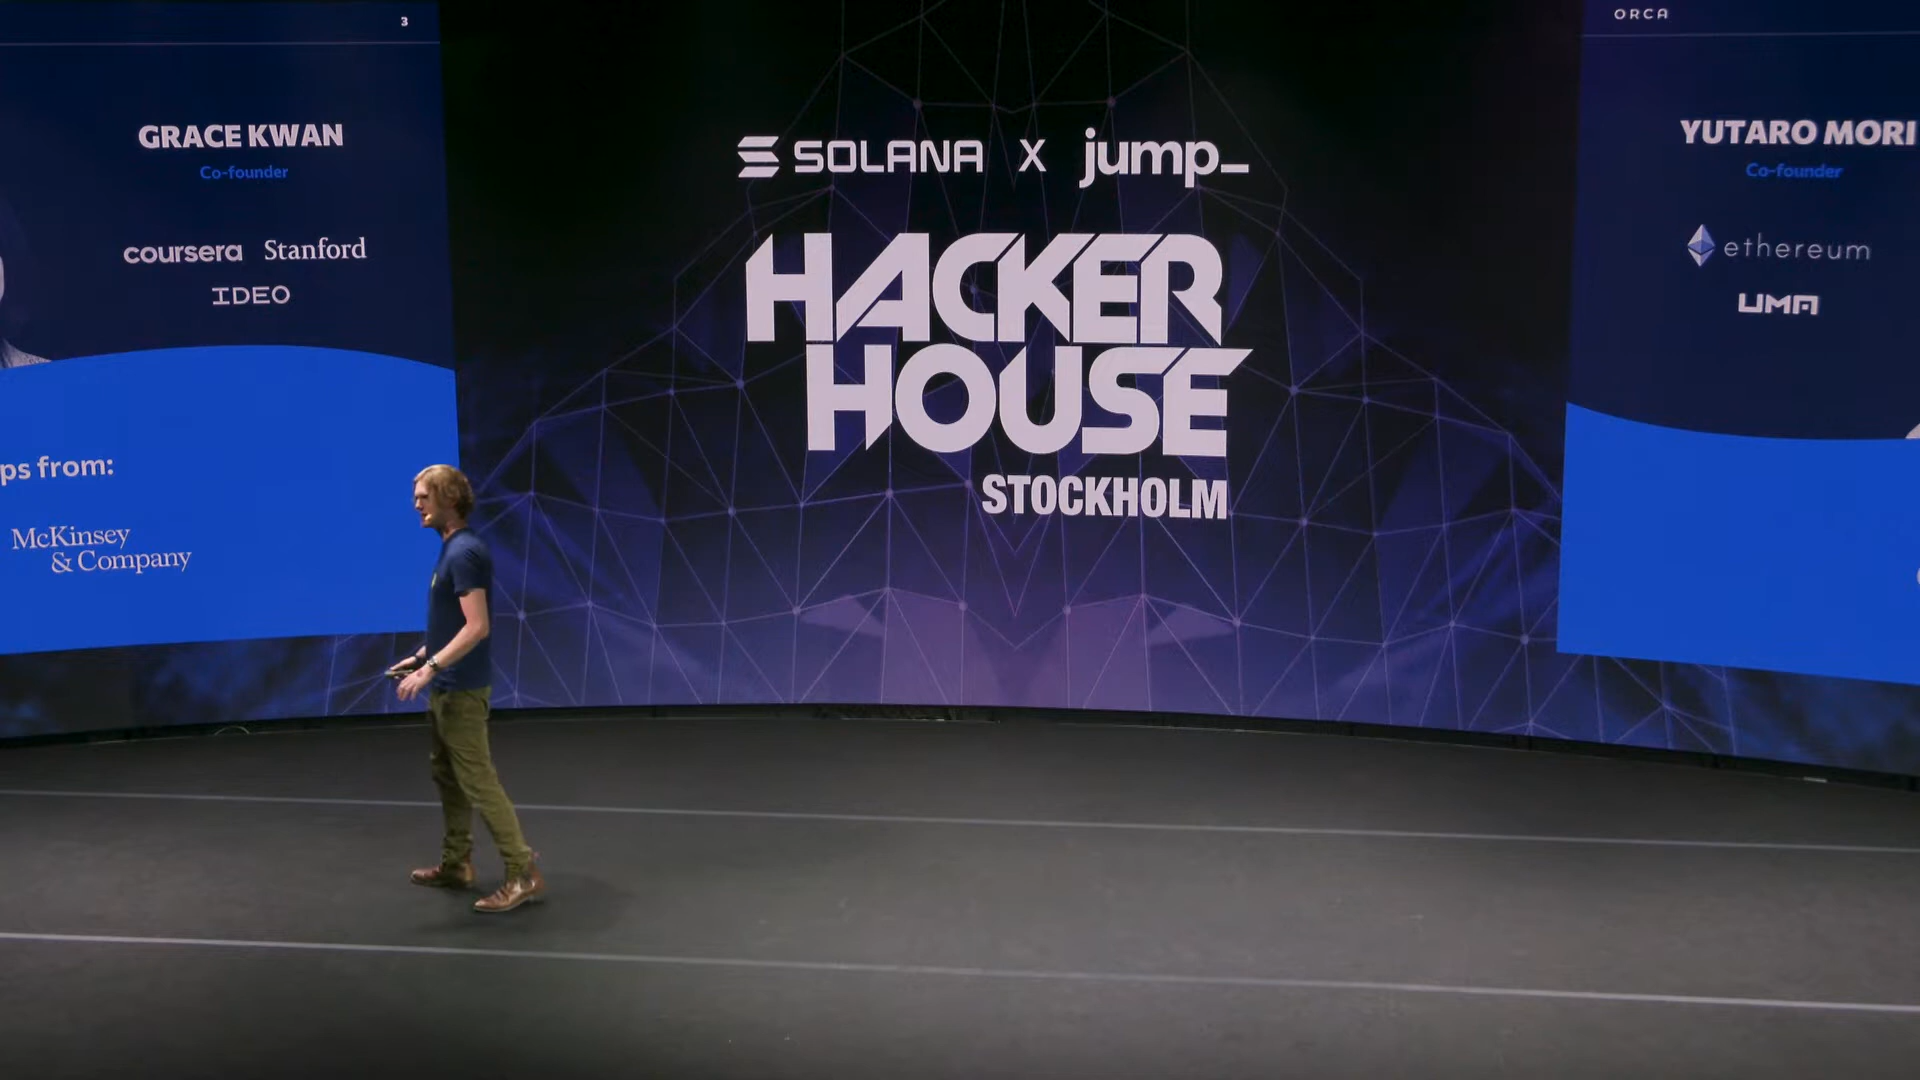 3
GRACE KWAN
Co-founder
coursera Stanford
IDEO
ps from:
McKinsey
& Company
SOLANA X jump_
HACKER
HOUSE
STOCKHOLM
ORCA
YUTARO MORI
Co-founder
ethereum
UMA